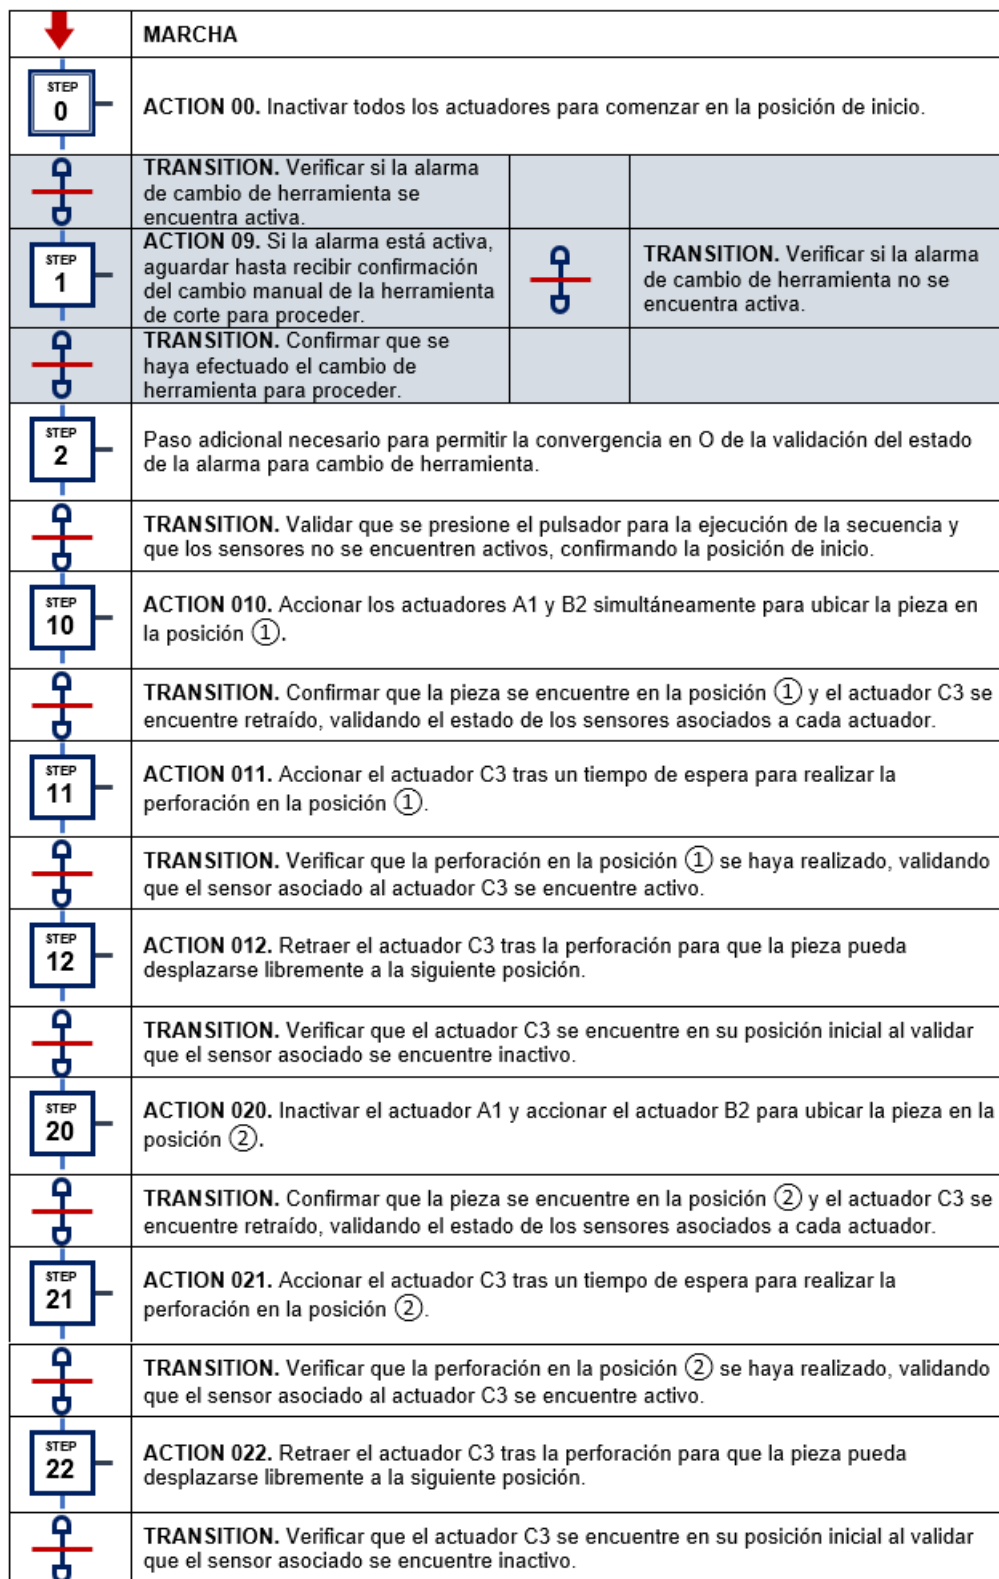 MARCHA
STEP
0
ACTION 00. Inactivar todos los actuadores para comenzar en la posición de inicio.
TRANSITION. Verificar si la alarma
de cambio de herramienta se
encuentra activa.
STEP
1
ACTION 09. Si la alarma está activa,
aguardar hasta recibir confirmación
del cambio manual de la herramienta
de corte para proceder.
TRANSITION. Verificar si la alarma
de cambio de herramienta no se
encuentra activa.
TRANSITION. Confirmar que se
haya efectuado el cambio de
herramienta para proceder.
STEP
2
Paso adicional necesario para permitir la convergencia en O de la validación del estado
de la alarma para cambio de herramienta.
TRANSITION. Validar que se presione el pulsador para la ejecución de la secuencia y
que los sensores no se encuentren activos, confirmando la posición de inicio.
STEP
10
ACTION 010. Accionar los actuadores A1 y B2 simultáneamente para ubicar la pieza en
la posición ①.
TRANSITION. Confirmar que la pieza se encuentre en la posición ① y el actuador C3 se
encuentre retraído, validando el estado de los sensores asociados a cada actuador.
STEP
11
ACTION 011. Accionar el actuador C3 tras un tiempo de espera para realizar la
perforación en la posición ①.
TRANSITION. Verificar que la perforación en la posición ① se haya realizado, validando
que el sensor asociado al actuador C3 se encuentre activo.
STEP
12
ACTION 012. Retraer el actuador C3 tras la perforación para que la pieza pueda
desplazarse libremente a la siguiente posición.
TRANSITION. Verificar que el actuador C3 se encuentre en su posición inicial al validar
que el sensor asociado se encuentre inactivo.
STEP
20
ACTION 020. Inactivar el actuador A1 y accionar el actuador B2 para ubicar la pieza en la
posición ②.
TRANSITION. Confirmar que la pieza se encuentre en la posición ② y el actuador C3 se
encuentre retraído, validando el estado de los sensores asociados a cada actuador.
STEP
21
ACTION 021. Accionar el actuador C3 tras un tiempo de espera para realizar la
perforación en la posición ②.
TRANSITION. Verificar que la perforación en la posición ② se haya realizado, validando
que el sensor asociado al actuador C3 se encuentre activo.
STEP
22
ACTION 022. Retraer el actuador C3 tras la perforación para que la pieza pueda
desplazarse libremente a la siguiente posición.
TRANSITION. Verificar que el actuador C3 se encuentre en su posición inicial al validar
que el sensor asociado se encuentre inactivo.